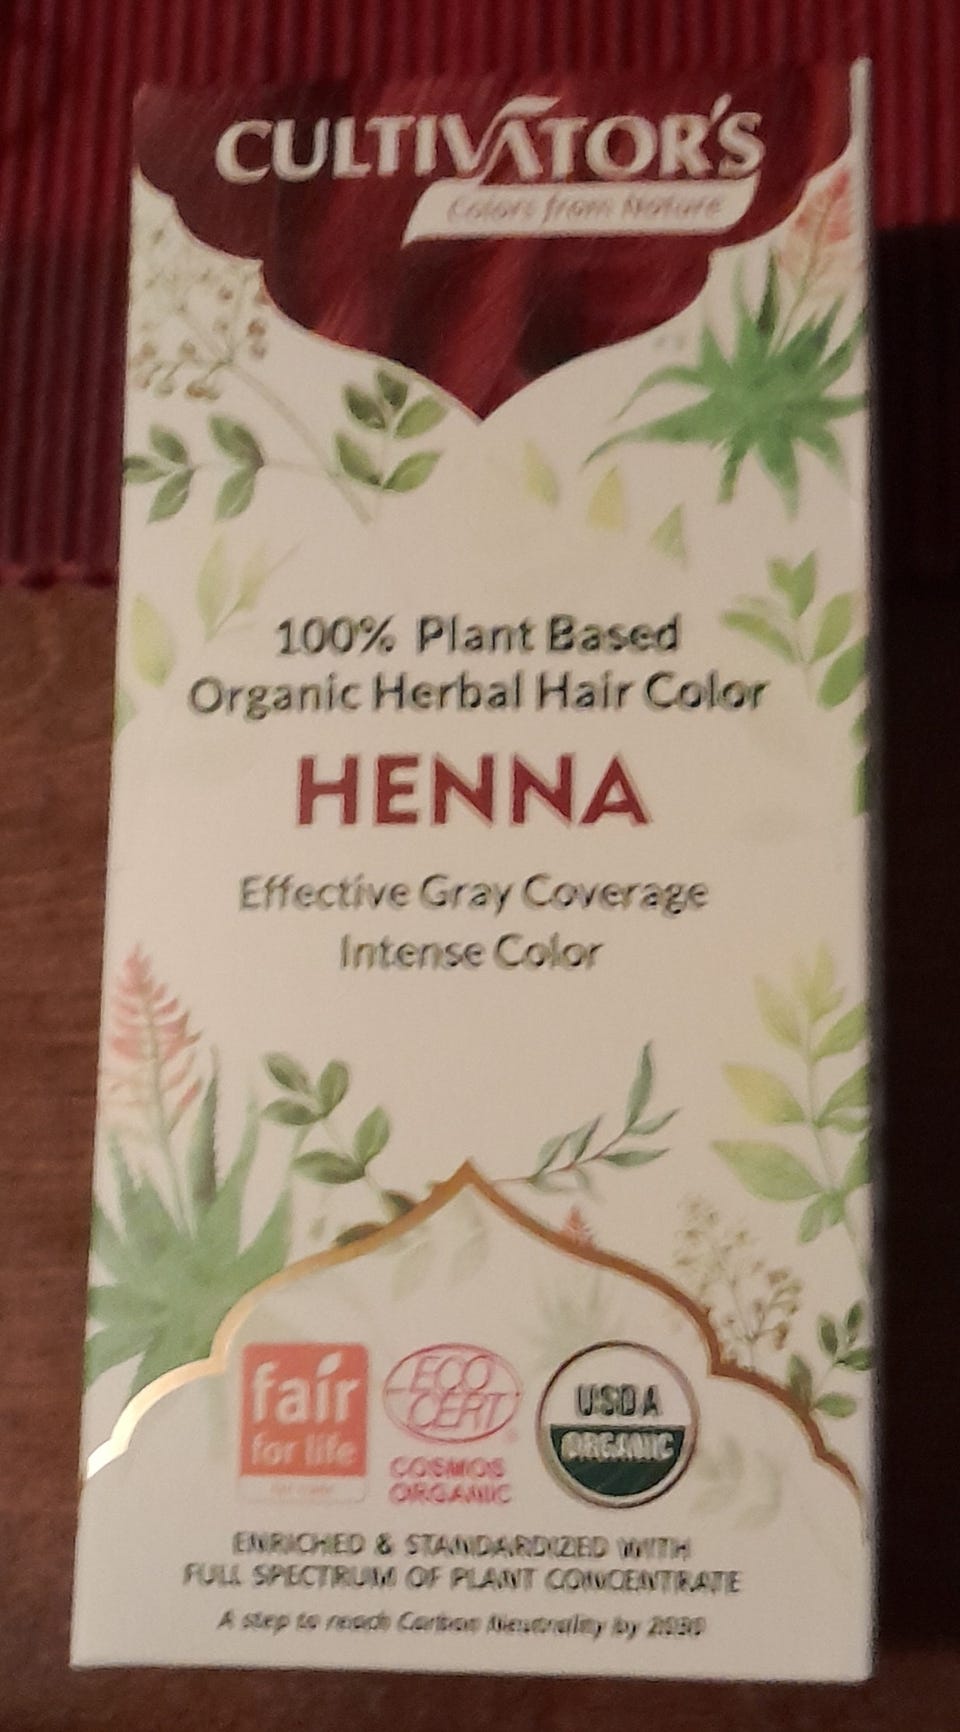 CULTIVATOR'S
Colors from Nature
100% Plant Based
Organic Herbal Hair Color
HENNA
Effective Gray Coverage
Intense Color
fair
for life
ECO
CERT
COSMOS
ORGANIC
USDA
ORGANIC
ENRICHED & STANDARDIZED WITH
FULL SPECTRUM OF PLANT CONCENTRATE
A step to reach Carbon Neutrality by 2030